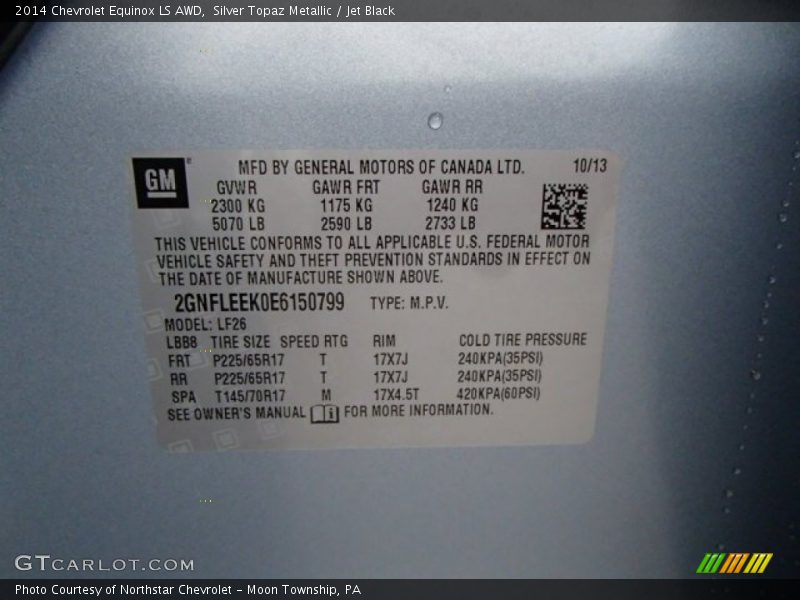 2014 Chevrolet Equinox LS AWD,  Silver Topaz Metallic / Jet Black
GM
MFD BY GENERAL MOTORS OF CANADA LTD. 10/13
GVWR GAWR FRT GAWR RR
2300 KG 1175 KG 1240 KG
5070 LB 2590 LB 2733 LB
THIS VEHICLE CONFORMS TO ALL APPLICABLE U.S. FEDERAL MOTOR
VEHICLE SAFETY AND THEFT PREVENTION STANDARDS IN EFFECT ON
THE DATE OF MANUFACTURE SHOWN ABOVE.
2GNFLEEK0E6150799 TYPE: M.P.V.
MODEL: LF26
LBB8 TIRE SIZE SPEED RTG RIM COLD TIRE PRESSURE
FRT P225/65R17 T 17X7J 240KPA(35PSI)
RR P225/65R17 T 17X7J 240KPA(35PSI)
SPA T145/70R17 M 17X4.5T 420KPA(60PSI)
SEE OWNER'S MANUAL i FOR MORE INFORMATION.
GTCARLOT.COM
Photo Courtesy of Northstar Chevrolet - Moon Township, PA